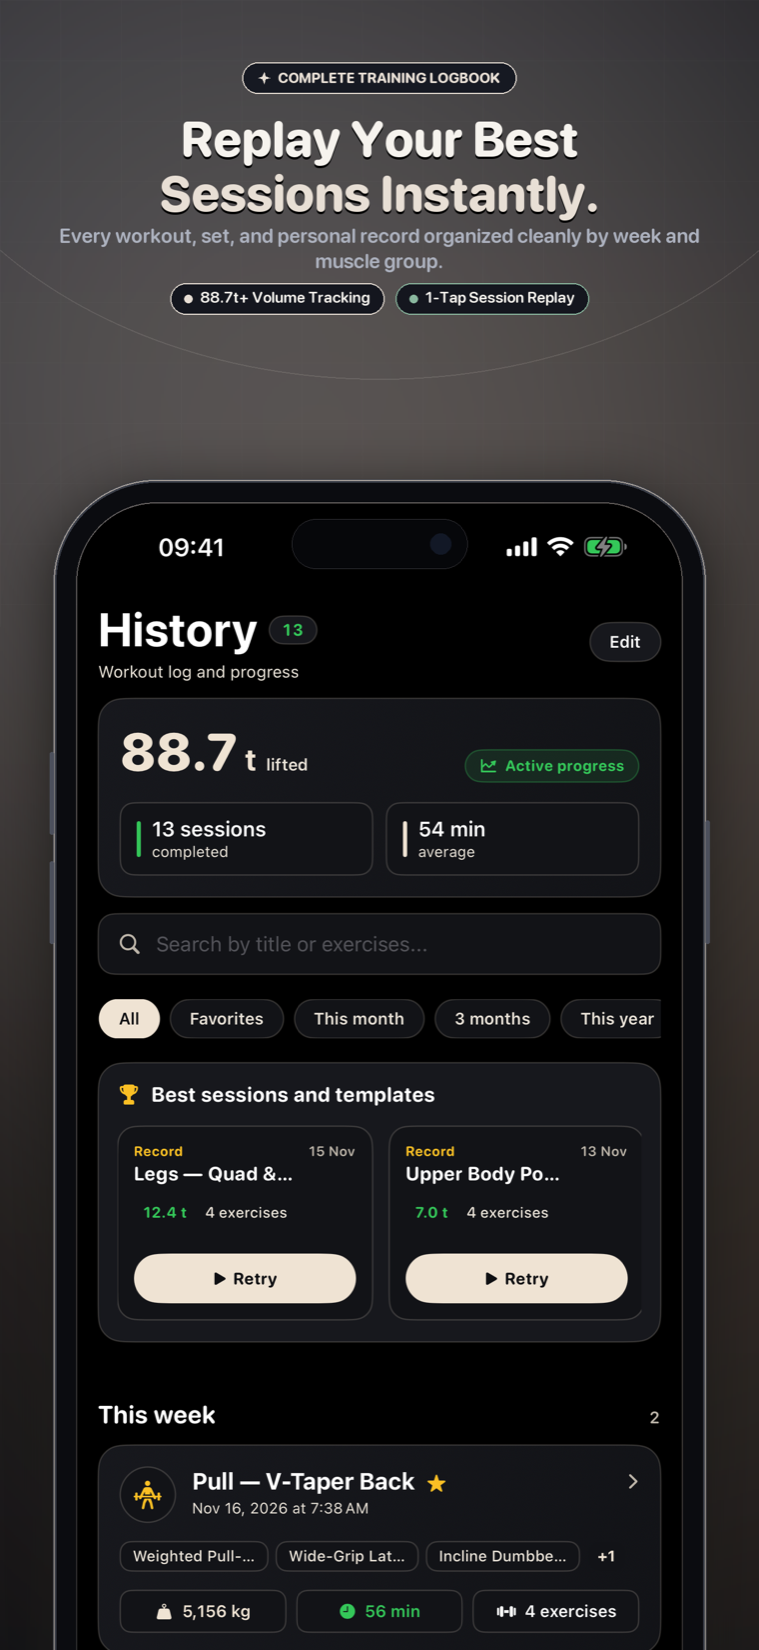 COMPLETE TRAINING LOGBOOK
Replay Your Best
Sessions Instantly.
Every workout, set, and personal record organized cleanly by week and
muscle group.
88.7t+ Volume Tracking 1-Tap Session Replay
09:41
History 13
Edit
Workout log and progress
88.7 t lifted
Active progress
13 sessions
completed
54 min
average
Search by title or exercises...
All Favorites This month 3 months This year
Best sessions and templates
Record 15 Nov
Legs — Quad &...
12.4 t 4 exercises
Retry
Record 13 Nov
Upper Body Po...
7.0 t 4 exercises
Retry
This week 2
Pull — V-Taper Back
Nov 16, 2026 at 7:38 AM
Weighted Pull-... Wide-Grip Lat... Incline Dumbbe... +1
5,156 kg 56 min 4 exercises